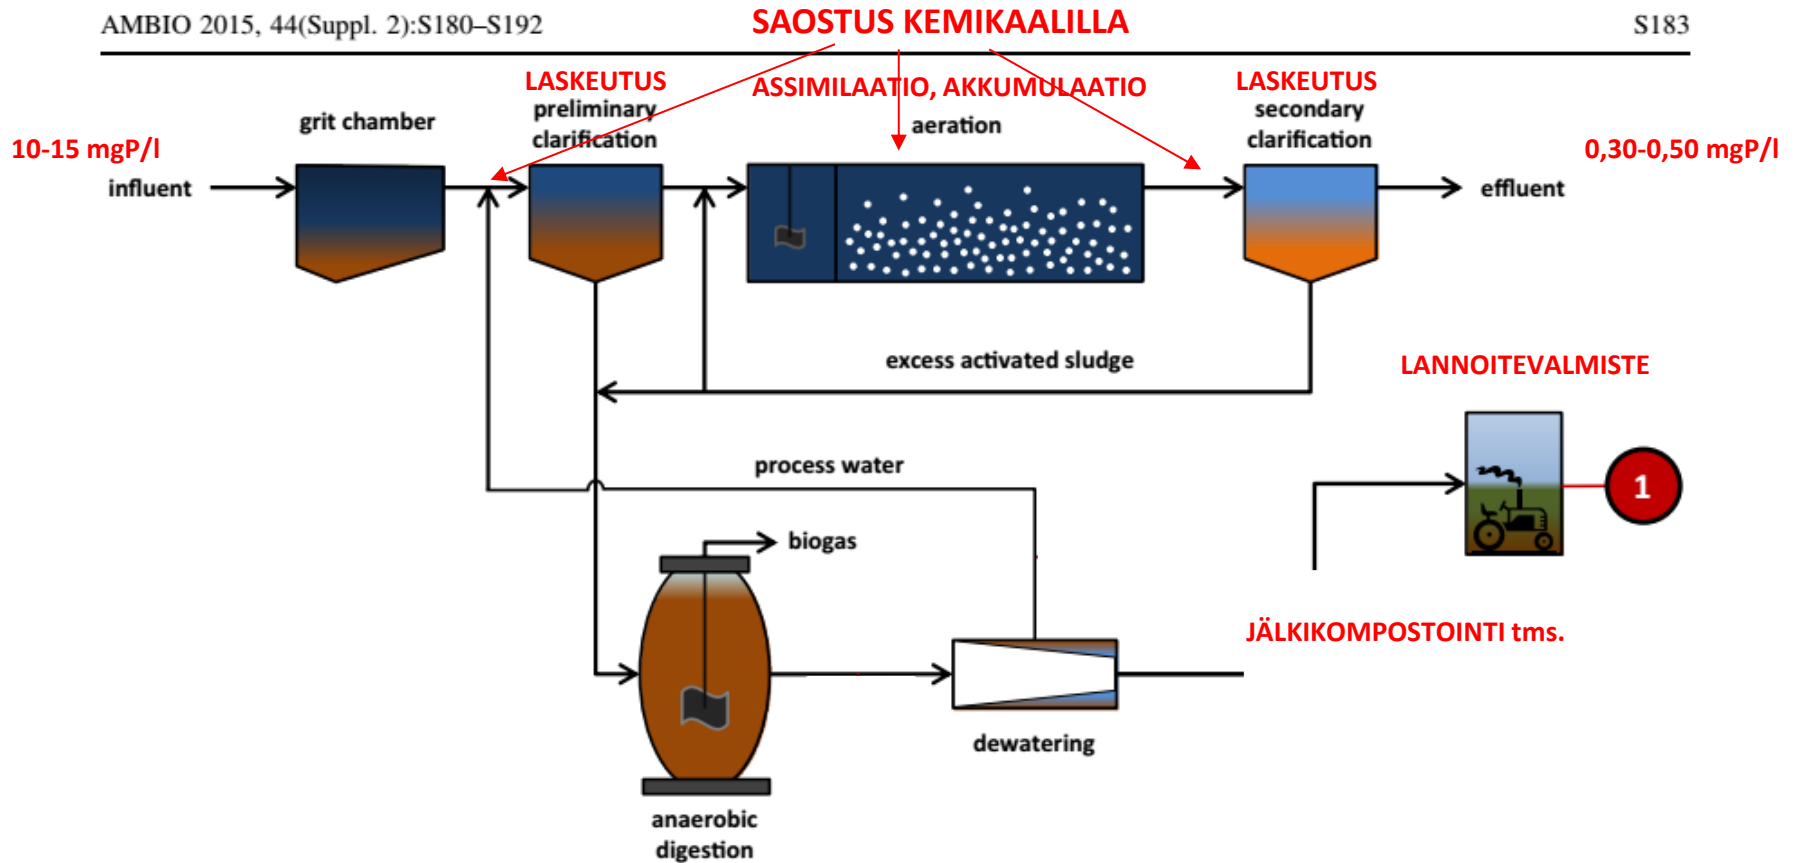 AMBIO 2015, 44(Suppl. 2):S180–S192
SAOSTUS KEMIKAALILLA
S183
LASKEUTUS
ASSIMILAATIO, AKKUMULAATIO
LASKEUTUS
grit chamber
preliminary
clarification
aeration
secondary
clarification
10-15 mgP/l
0,30-0,50 mgP/l
influent
effluent
excess activated sludge
LANNOITEVALMISTE
process water
1
biogas
JÄLKIKOMPOSTOINTI tms.
dewatering
anaerobic
digestion